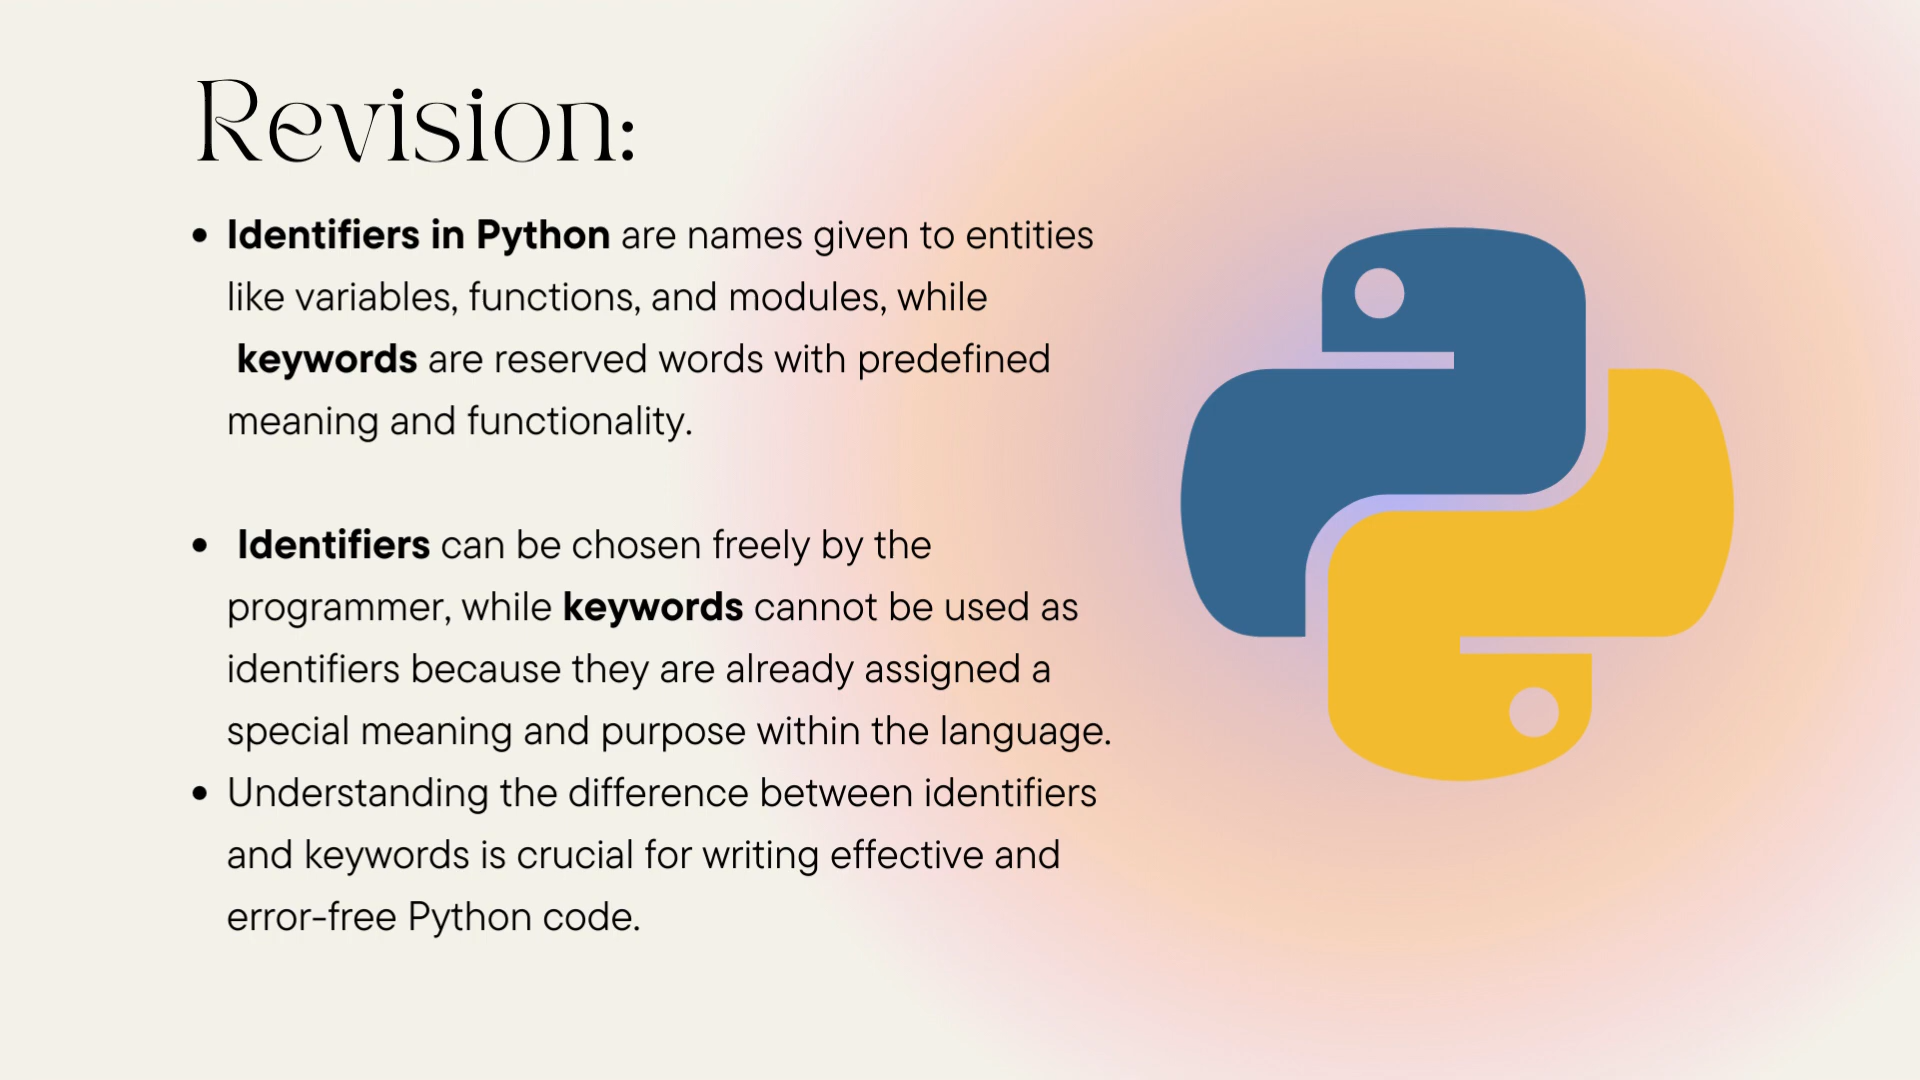 Revision:
• Identifiers in Python are names given to entities
like variables, functions, and modules, while
keywords are reserved words with predefined
meaning and functionality.
• Identifiers can be chosen freely by the
programmer, while keywords cannot be used as
identifiers because they are already assigned a
special meaning and purpose within the language.
• Understanding the difference between identifiers
and keywords is crucial for writing effective and
error-free Python code.